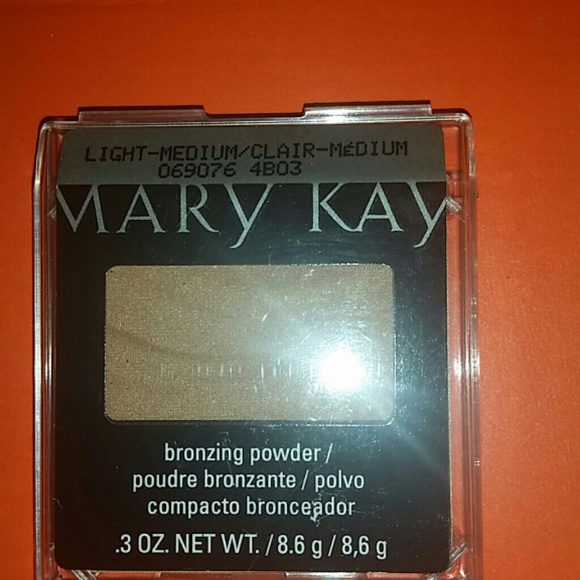 LIGHT-MEDIUM/CLAIR-MÉDIUM
069076 4B03
MARY KAY
bronzing powder /
poudre bronzante / polvo
compacto bronceador
.3 OZ. NET WT. / 8.6 g / 8,6 g